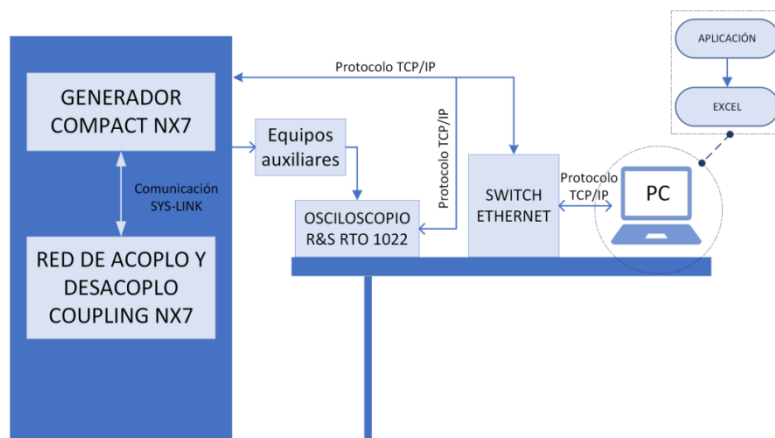 GENERADOR
COMPACT NX7
Comunicación
SYS-LINK
RED DE ACOPLO Y
DESACOPLO
COUPLING NX7
Equipos
auxiliares
Protocolo TCP/IP
Protocolo TCP/IP
OSCILOSCOPIO
R&S RTO 1022
SWITCH
ETHERNET
Protocolo
TCP/IP
PC
APLICACIÓN
EXCEL